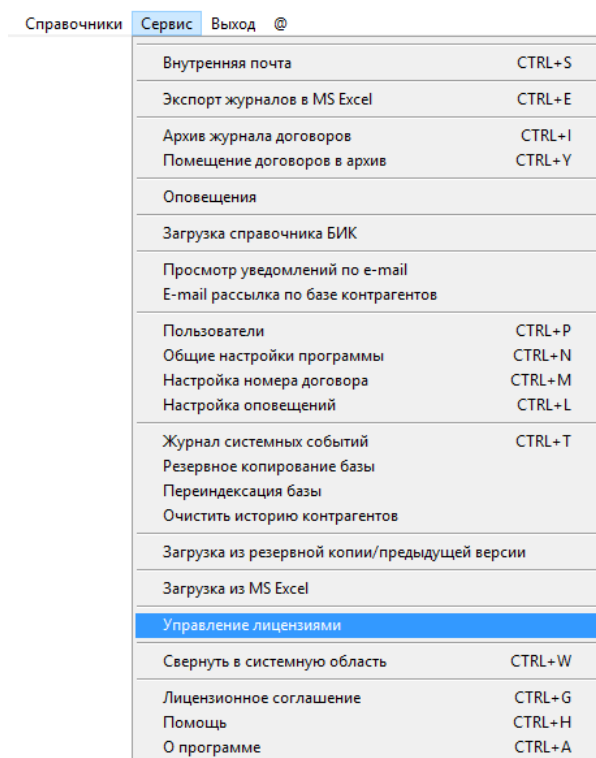 Справочники Сервис Выход @
Внутренняя почта CTRL+S
Экспорт журналов в MS Excel CTRL+E
Архив журнала договоров CTRL+I
Помещение договоров в архив CTRL+Y
Оповещения
Загрузка справочника БИК
Просмотр уведомлений по e-mail
E-mail рассылка по базе контрагентов
Пользователи CTRL+P
Общие настройки программы CTRL+N
Настройка номера договора CTRL+M
Настройка оповещений CTRL+L
Журнал системных событий CTRL+T
Резервное копирование базы
Переиндексация базы
Очистить историю контрагентов
Загрузка из резервной копии/предыдущей версии
Загрузка из MS Excel
Управление лицензиями
Свернуть в системную область CTRL+W
Лицензионное соглашение CTRL+G
Помощь CTRL+H
О программе CTRL+A